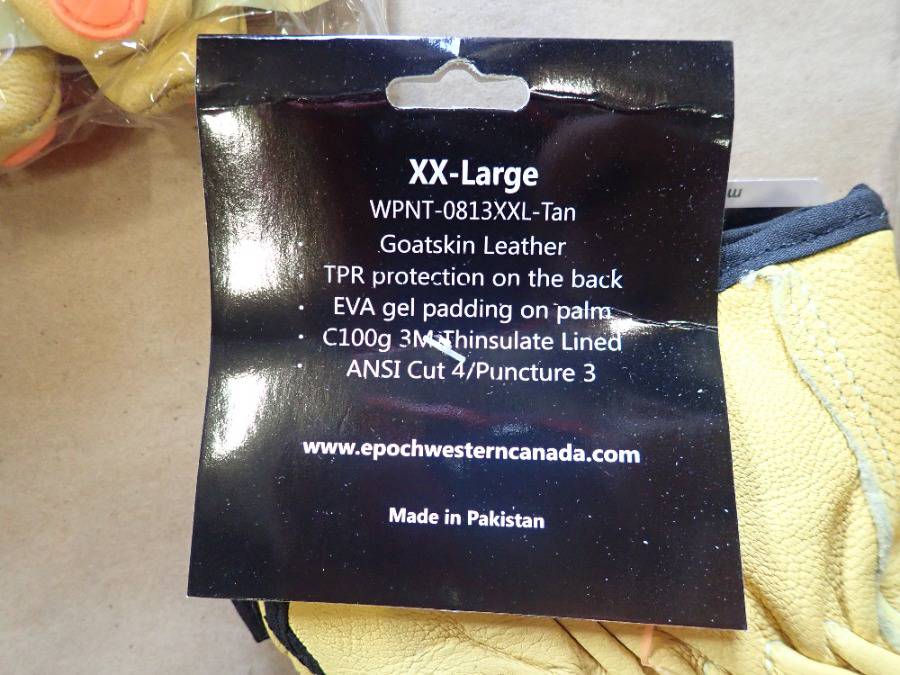 XX-Large
WPNT-0813XXL-Tan
· Goatskin Leather
· TPR protection on the back
· EVA gel padding on palm
· C100g 3M Thinsulate Lined
· ANSI Cut 4/Puncture 3
www.epochwesterncanada.com
Made in Pakistan